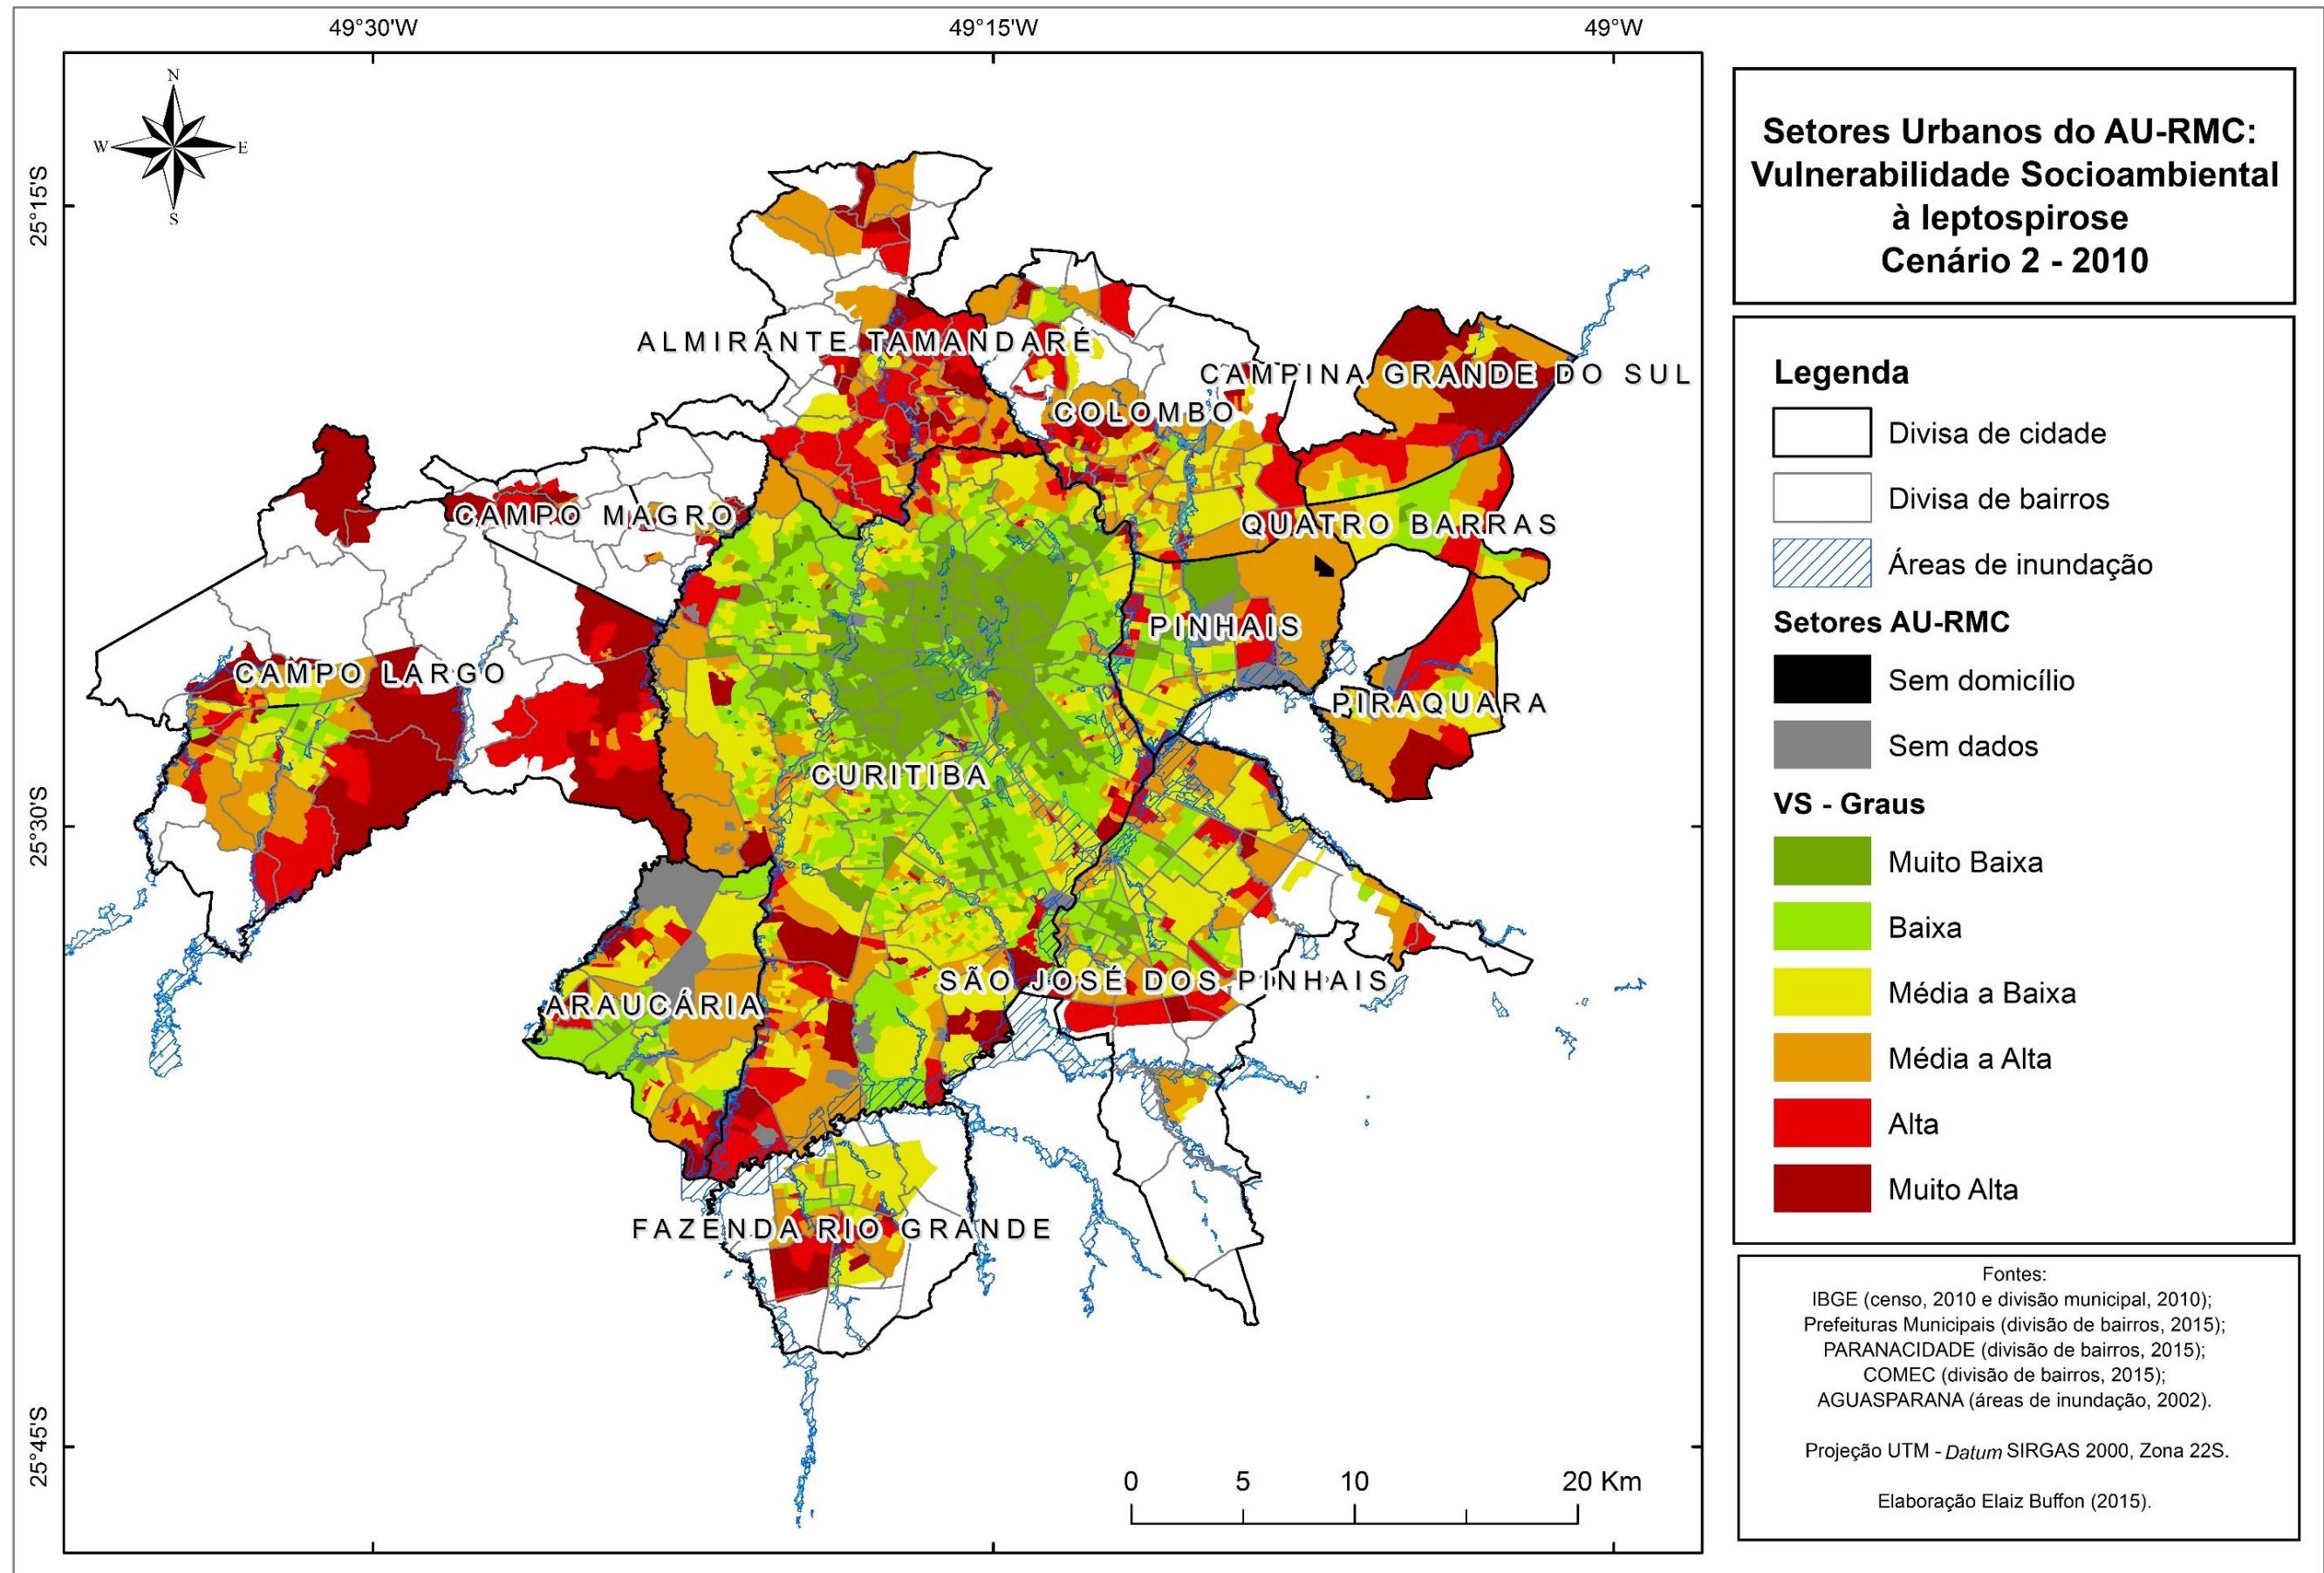 49°30'W
49°15'W
49°W
N
W
E
S
25°15'S
25°30'S
25°45'S
ALMIRANTE TAMANDARÉ
CAMPINA GRANDE DO SUL
COLOMBO
CAMPO MAGRO
QUATRO BARRAS
PINHAIS
CAMPO LARGO
PIRAQUARA
CURITIBA
SÃO JOSÉ DOS PINHAIS
ARAUCÁRIA
FAZENDA RIO GRANDE
0 5 10 20 Km
Setores Urbanos do AU-RMC:
Vulnerabilidade Socioambiental
à leptospirose
Cenário 2 - 2010
Legenda
Divisa de cidade
Divisa de bairros
Áreas de inundação
Setores AU-RMC
Sem domicílio
Sem dados
VS - Graus
Muito Baixa
Baixa
Média a Baixa
Média a Alta
Alta
Muito Alta
Fontes:
IBGE (censo, 2010 e divisão municipal, 2010);
Prefeituras Municipais (divisão de bairros, 2015);
PARANACIDADE (divisão de bairros, 2015);
COMEC (divisão de bairros, 2015);
AGUASPARANA (áreas de inundação, 2002).
Projeção UTM - Datum SIRGAS 2000, Zona 22S.
Elaboração Elaiz Buffon (2015).